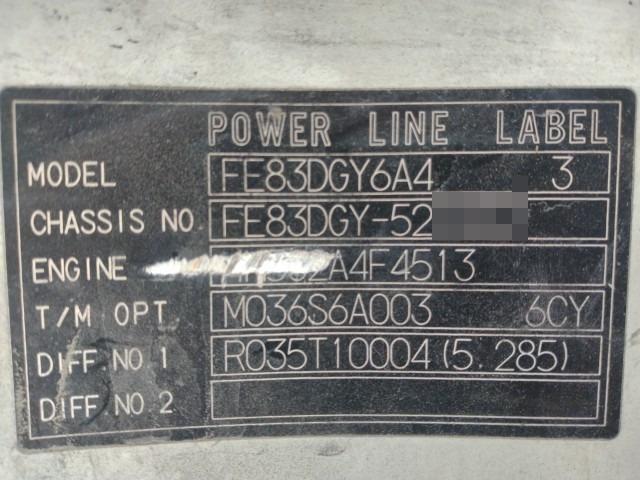 POWER LINE LABEL
MODEL FE83DGY6A4 3
CHASSIS NO. FE83DGY-52
ENGINE 2A4F4513
T/M OPT. M036S6A003 6CY
DIFF.NO.1 R035T10004(5.285)
DIFF.NO.2